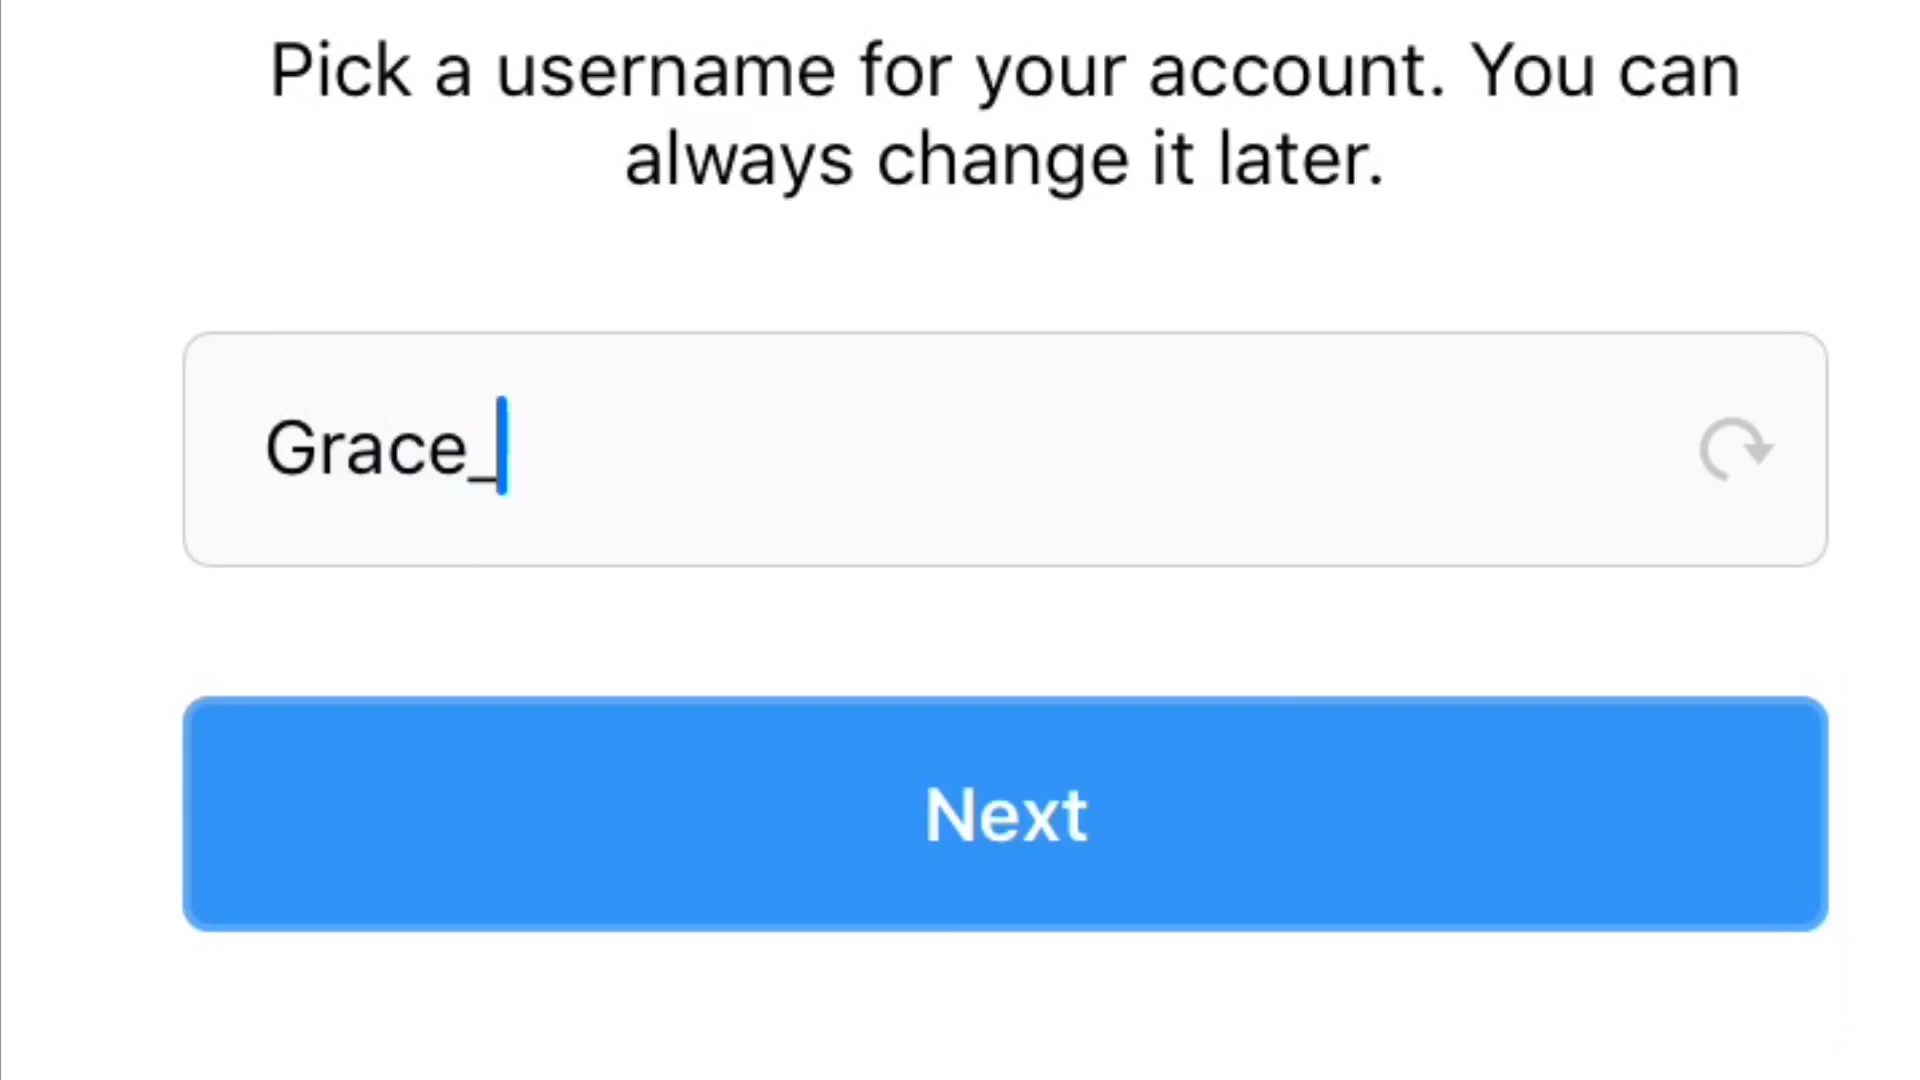 Pick a username for your account. You can
always change it later.
Grace_
Next